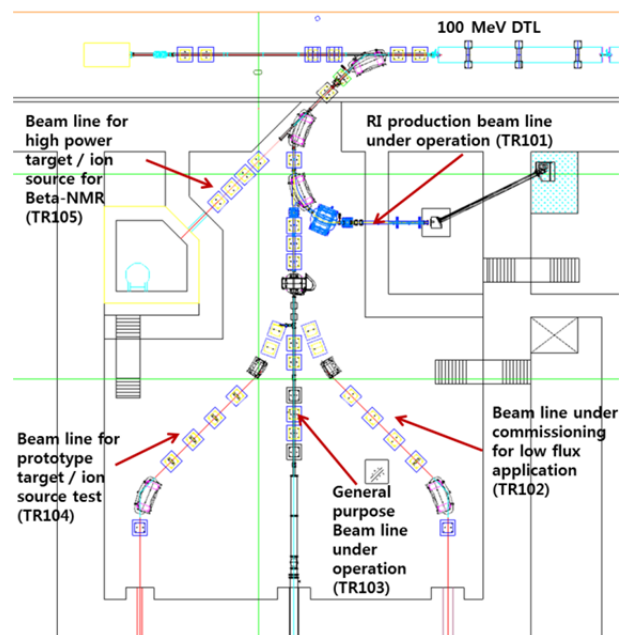 100 MeV DTL
Beam line for
high power
target / ion
source for
Beta-NMR
(TR105)
RI production beam line
under operation (TR101)
Beam line for
prototype
target / ion
source test
(TR104)
General
purpose
Beam line
under
operation
(TR103)
Beam line under
commissioning
for low flux
application
(TR102)